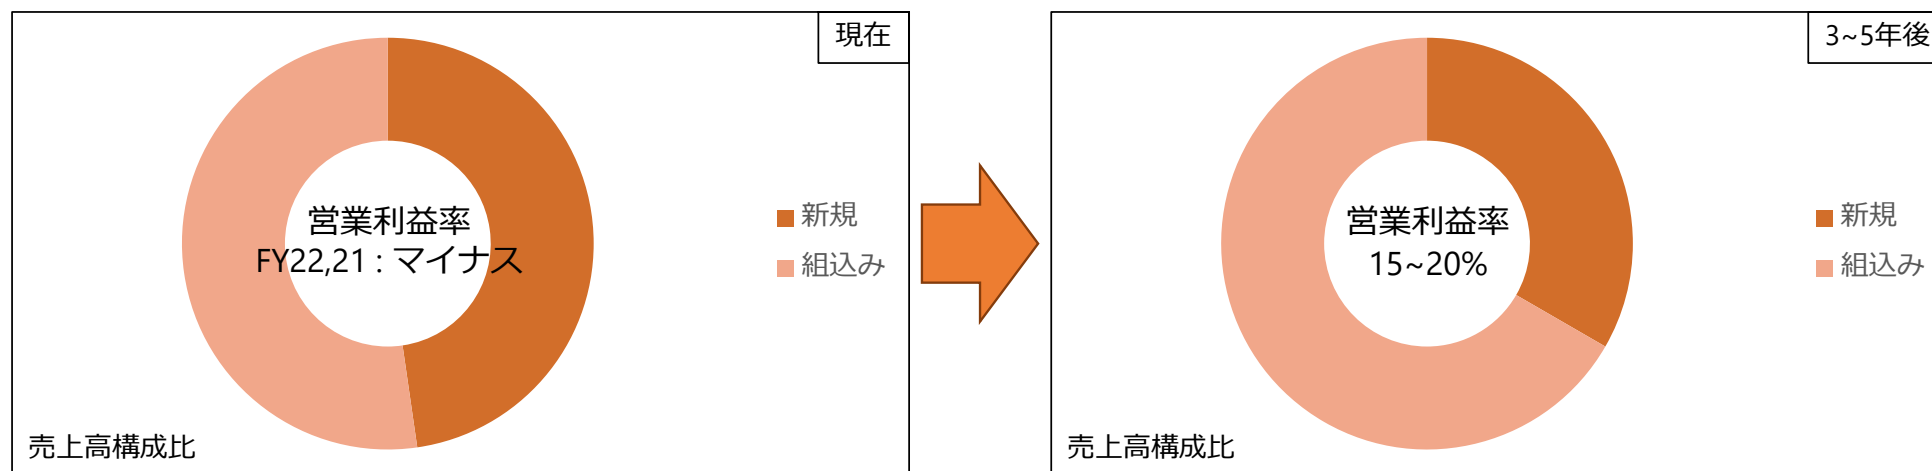 現在
営業利益率
FY22,21 : マイナス
新規
組込み
売上高構成比
3~5年後
営業利益率
15~20%
新規
組込み
売上高構成比